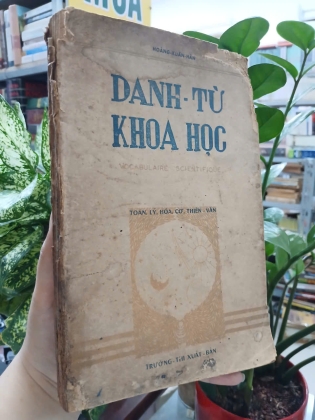 KHOA
HOÀNG-XUÂN-HÃN
DANH-TỪ
KHOA HỌC
VOCABULAIRE SCIENTIFIQUE
TOÁN, LÝ, HÓA, CƠ, THIÊN-VĂN
TRƯỜNG-THI XUẤT-BẢN